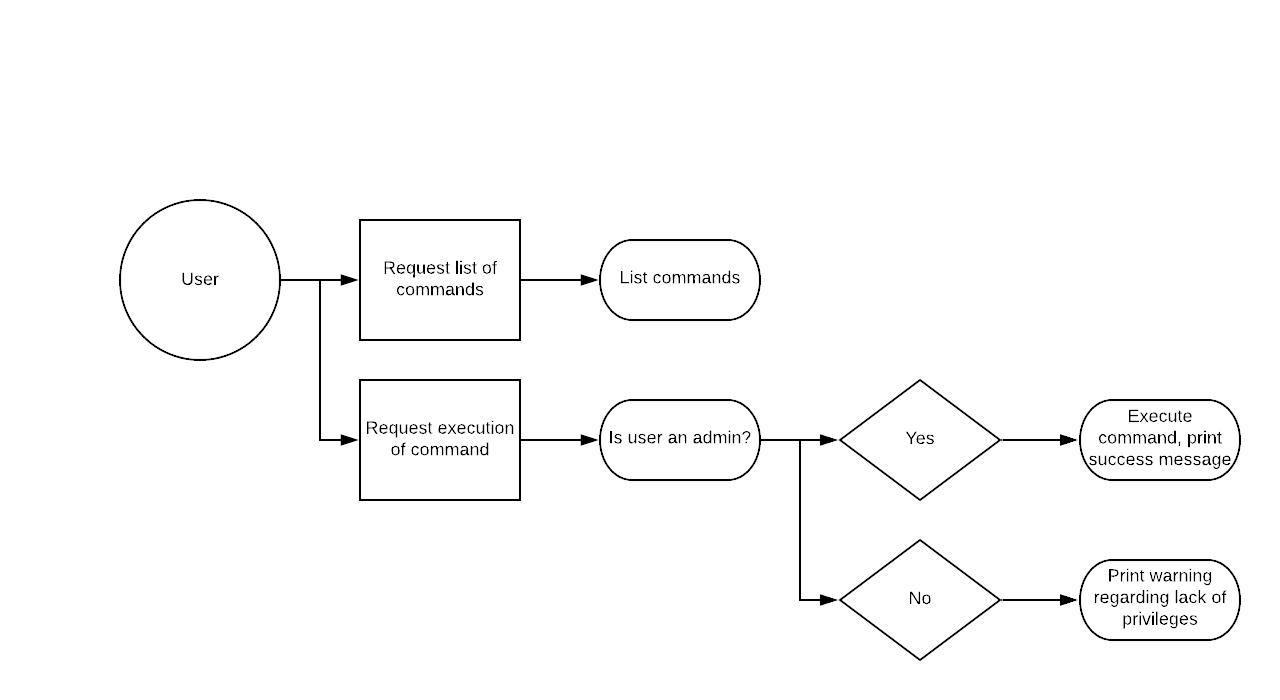 User
Request list of
commands
List commands
Request execution
of command
Is user an admin?
Yes
Execute
command, print
success message
No
Print warning
regarding lack of
privileges